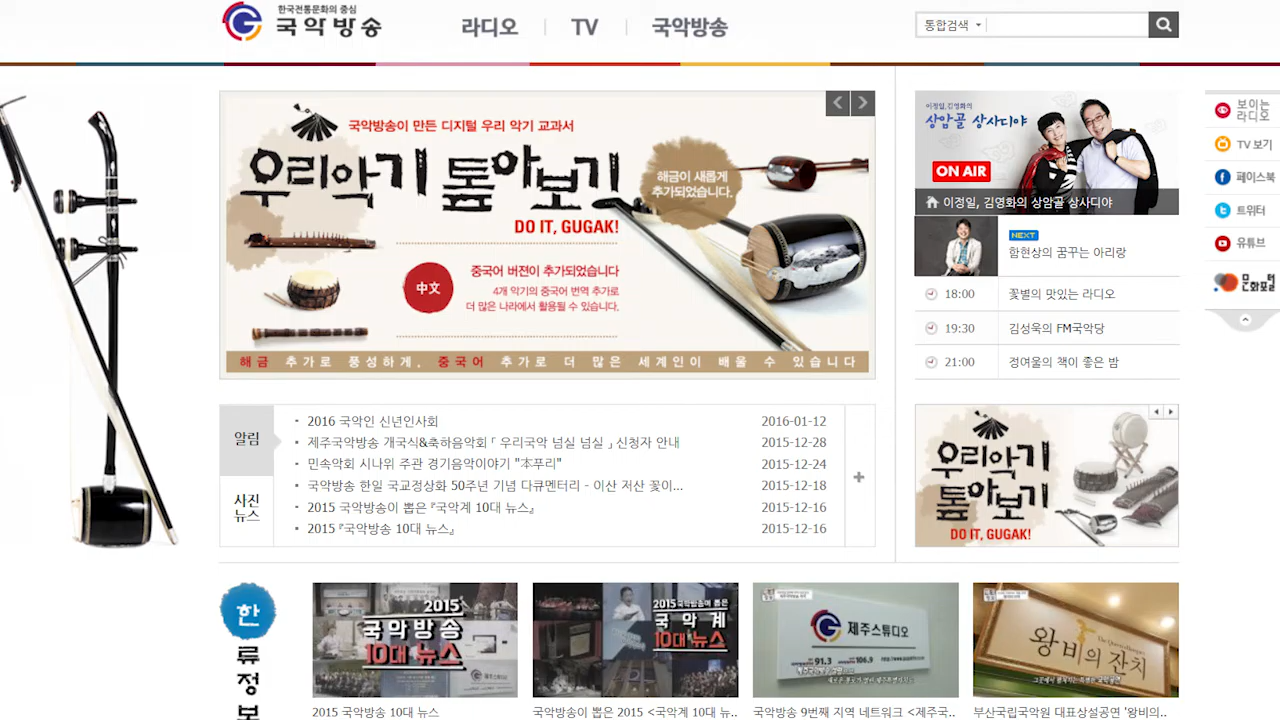 한국전통문화의 중심
국악방송
라디오
TV
국악방송
통합검색
국악방송이 만든 디지털 우리 악기 교과서
우리악기 톺아보기
DO IT, GUGAK!
해금이 새롭게
추가되었습니다.
中文
중국어 버젼이 추가되었습니다
4개 악기의 중국어 번역 추가로
더 많은 나라에서 활용될 수 있습니다.
해금 추가로 풍성하게, 중국어 추가로 더 많은 세계인이 배울 수 있습니다
이정일, 김영화의
상암골 상사디야
ON AIR
이정일, 김영화의 상암골 상사디야
NEXT
함현상의 꿈꾸는 아리랑
18:00 꽃별의 맛있는 라디오
19:30 김성욱의 FM국악당
21:00 정여울의 책이 좋은 밤
보이는
라디오
TV 보기
페이스북
트위터
유튜브
문화포털
알림
사진
뉴스
2016 국악인 신년인사회 2016-01-12
제주국악방송 개국식&축하음악회 「 우리국악 넘실 넘실 」 신청자 안내 2015-12-28
민속악회 시나위 주관 경기음악이야기 "本푸리" 2015-12-24
국악방송 한일 국교정상화 50주년 기념 다큐멘터리 - 이산 저산 꽃이... 2015-12-18
2015 국악방송이 뽑은 『국악계 10대 뉴스』 2015-12-16
2015 『국악방송 10대 뉴스』 2015-12-16
우리악기
톺아보기
DO IT, GUGAK!
한
류
정
보
2015
국악방송
10대 뉴스
2015 국악방송 10대 뉴스
2015 국악방송이 뽑은
국악계
10대 뉴스
국악방송이 뽑은 2015 <국악계 10대 뉴..
제주스튜디오
91.3
106.9
국악방송 9번째 지역 네트워크 <제주국..
왕비의 잔치
부산국립국악원 대표상설공연 '왕비의..